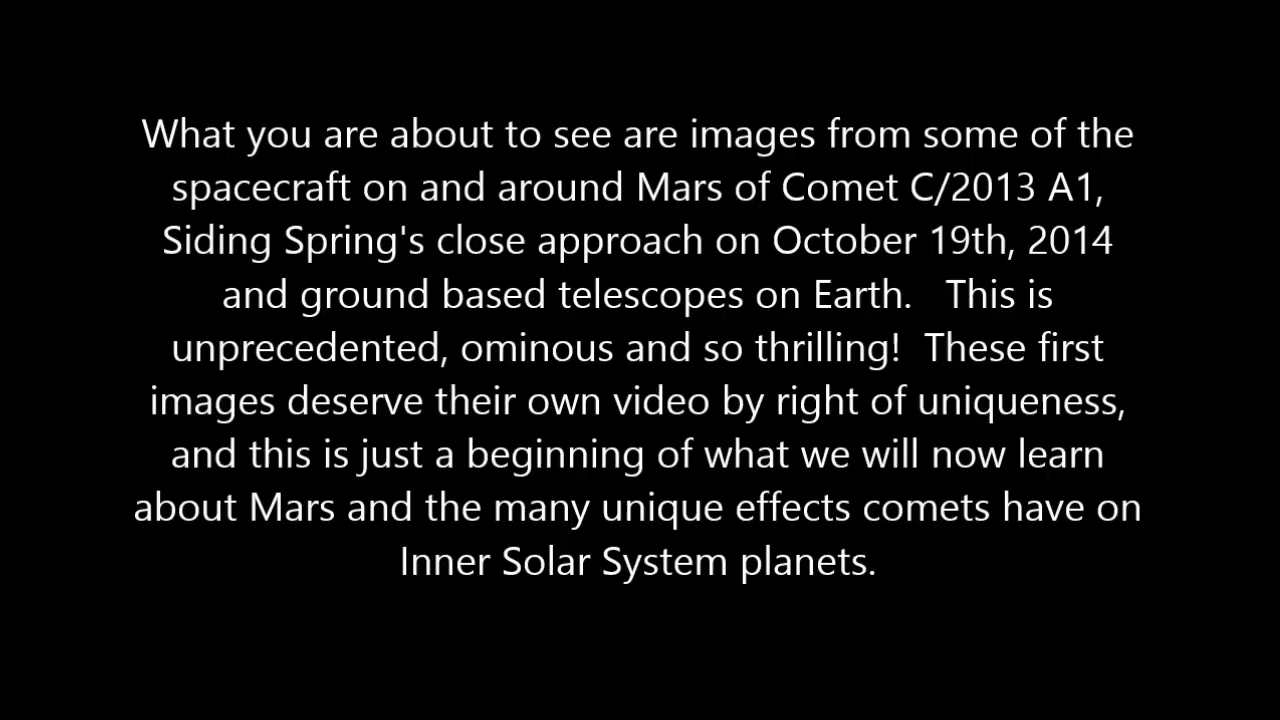 What you are about to see are images from some of the
spacecraft on and around Mars of Comet C/2013 A1,
Siding Spring's close approach on October 19th, 2014
and ground based telescopes on Earth.   This is
unprecedented, ominous and so thrilling!  These first
images deserve their own video by right of uniqueness,
and this is just a beginning of what we will now learn
about Mars and the many unique effects comets have on
Inner Solar System planets.